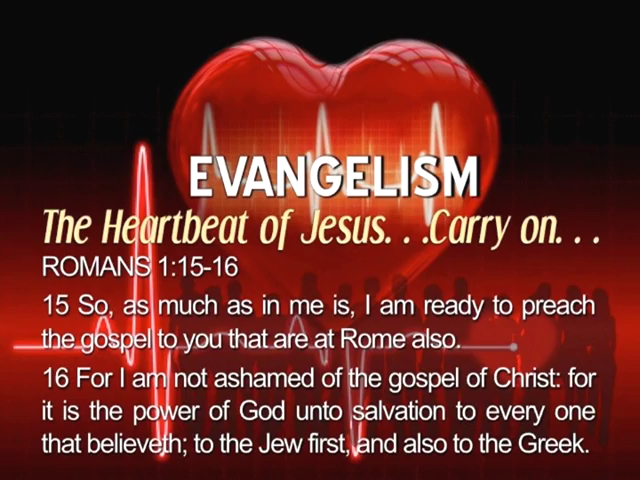 EVANGELISM
The Heartbeat of Jesus. . .Carry on. . .
ROMANS 1:15-16
15 So, as much as in me is, I am ready to preach
the gospel to you that are at Rome also.
16 For I am not ashamed of the gospel of Christ: for
it is the power of God unto salvation to every one
that believeth; to the Jew first, and also to the Greek.